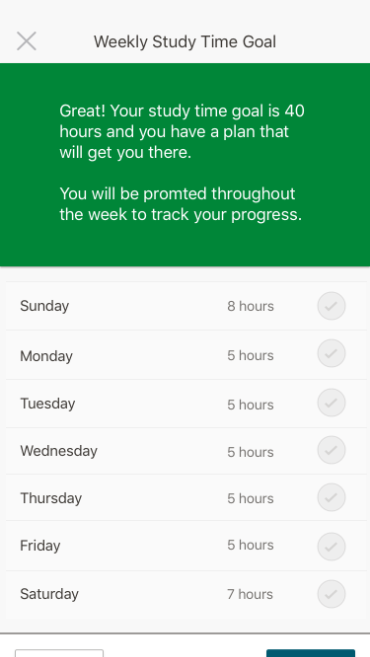 Weekly Study Time Goal
Great! Your study time goal is 40
hours and you have a plan that
will get you there.
You will be promted throughout
the week to track your progress.
Sunday 8 hours
Monday 5 hours
Tuesday 5 hours
Wednesday 5 hours
Thursday 5 hours
Friday 5 hours
Saturday 7 hours